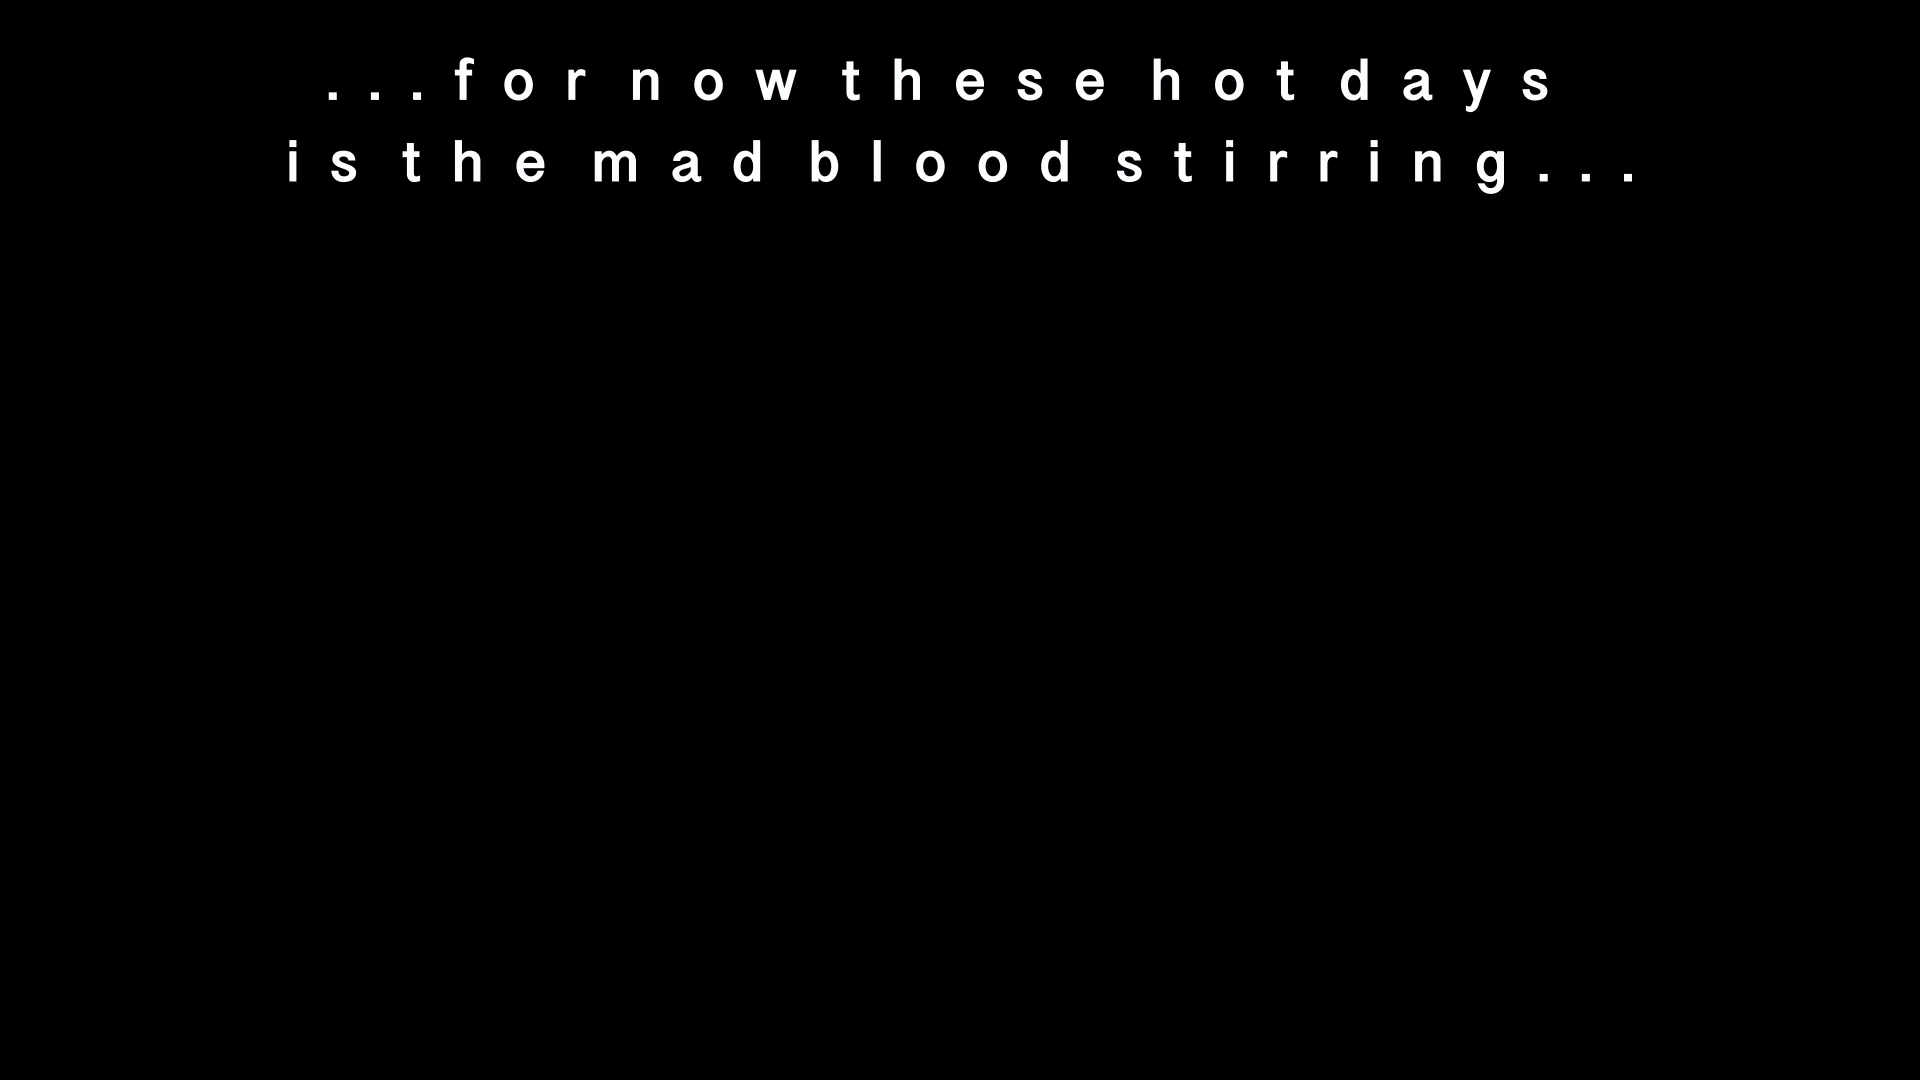 ...for now these hot days
is the mad blood stirring...